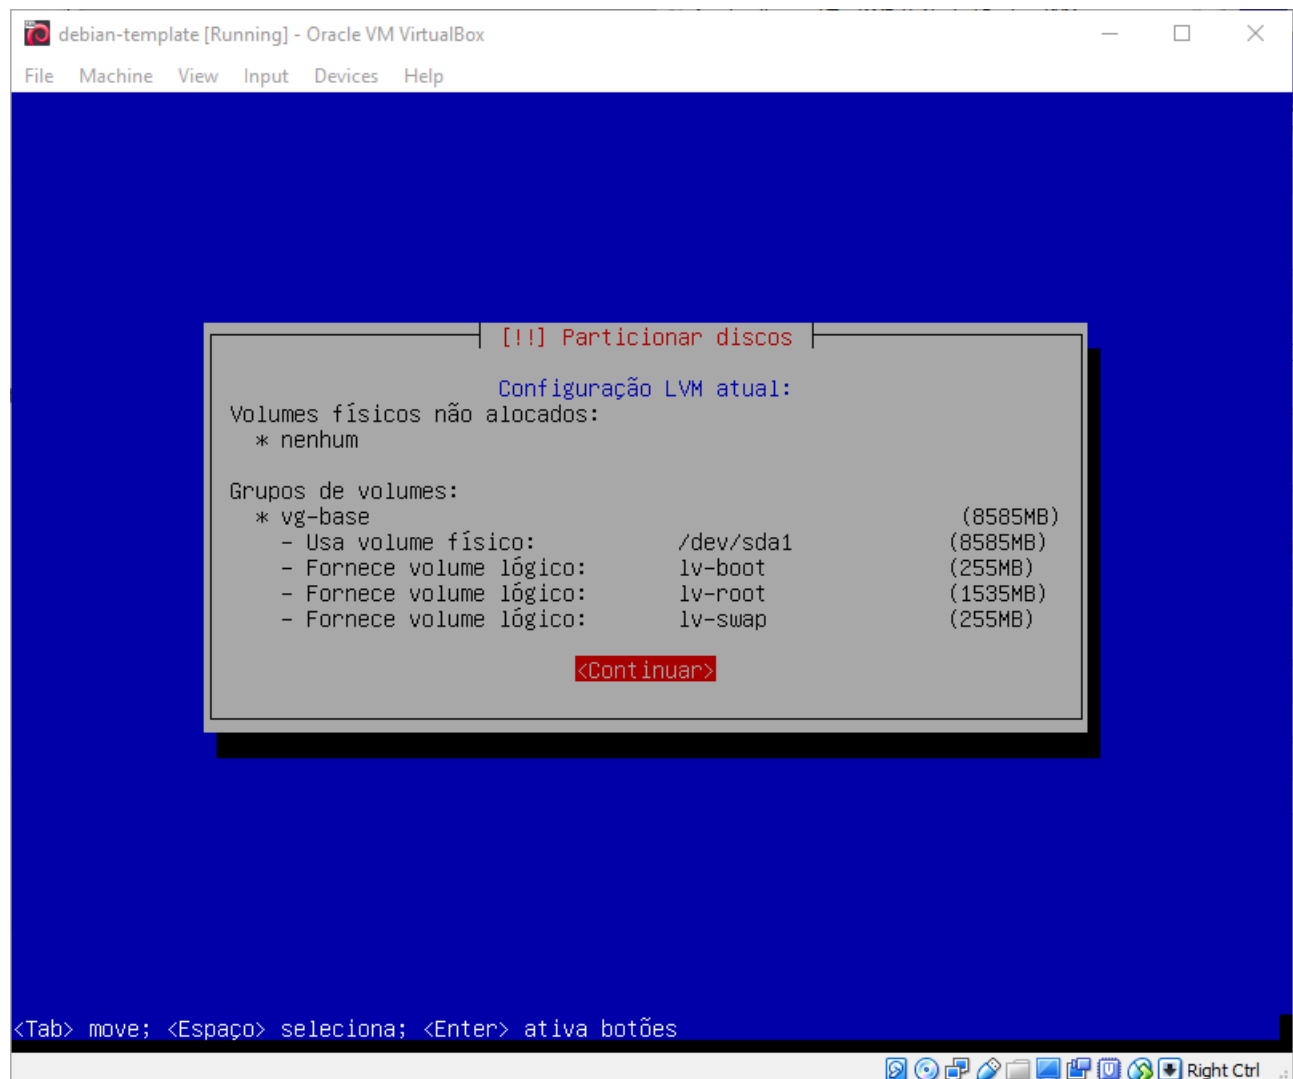 debian-template [Running] - Oracle VM VirtualBox
File Machine View Input Devices Help
[!!] Particionar discos
Configuração LVM atual:
Volumes físicos não alocados:
* nenhum
Grupos de volumes:
* vg-base (8585MB)
- Usa volume físico: /dev/sda1 (8585MB)
- Fornece volume lógico: lv-boot (255MB)
- Fornece volume lógico: lv-root (1535MB)
- Fornece volume lógico: lv-swap (255MB)
<Continuar>
<Tab> move; <Espaço> seleciona; <Enter> ativa botões
Right Ctrl